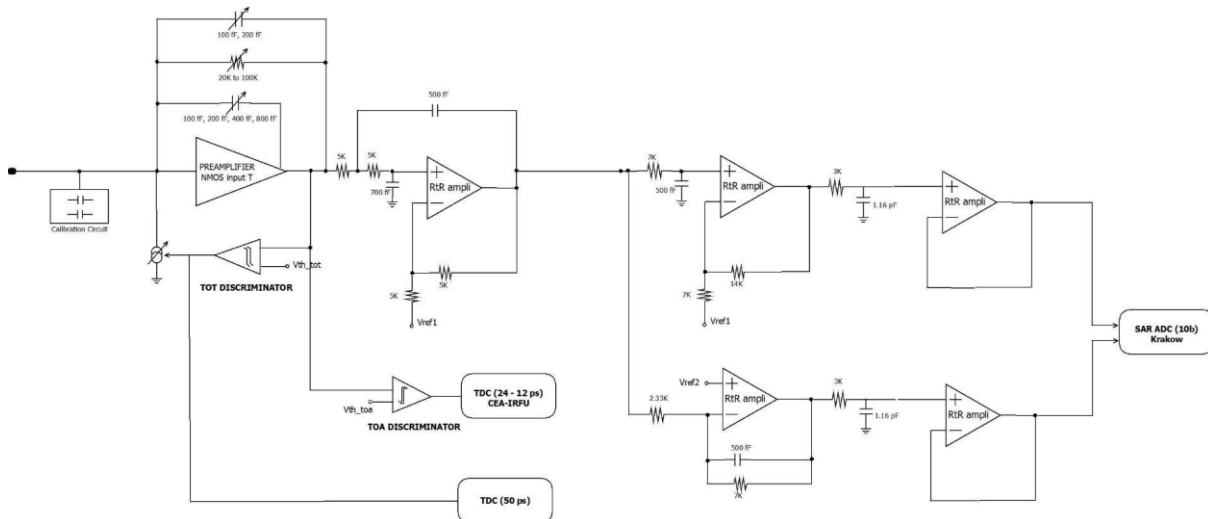 100 fF, 200 fF
20K to 100K
100 fF, 200 fF, 400 fF, 800 fF
PREAMPLIFIER
NMOS input T
Calibration Circuit
Vth_tot
TOT DISCRIMINATOR
5K
5K
500 fF
700 fF
RtR ampli
5K
5K
Vref1
Vth_toa
TOA DISCRIMINATOR
TDC (24 - 12 ps)
CEA-IRFU
TDC (50 ps)
7K
500 fF
RtR ampli
14K
7K
Vref1
3K
1.16 pF
RtR ampli
2.33K
Vref2
RtR ampli
500 fF
7K
3K
1.16 pF
RtR ampli
SAR ADC (10b)
Krakow